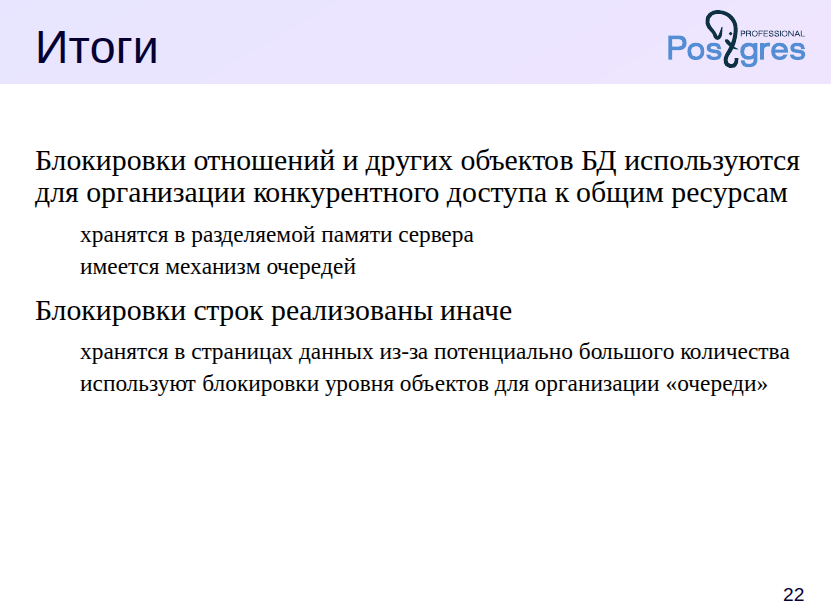 Итоги
PROFESSIONAL
Postgres
Блокировки отношений и других объектов БД используются
для организации конкурентного доступа к общим ресурсам
хранятся в разделяемой памяти сервера
имеется механизм очередей
Блокировки строк реализованы иначе
хранятся в страницах данных из-за потенциально большого количества
используют блокировки уровня объектов для организации «очереди»
22